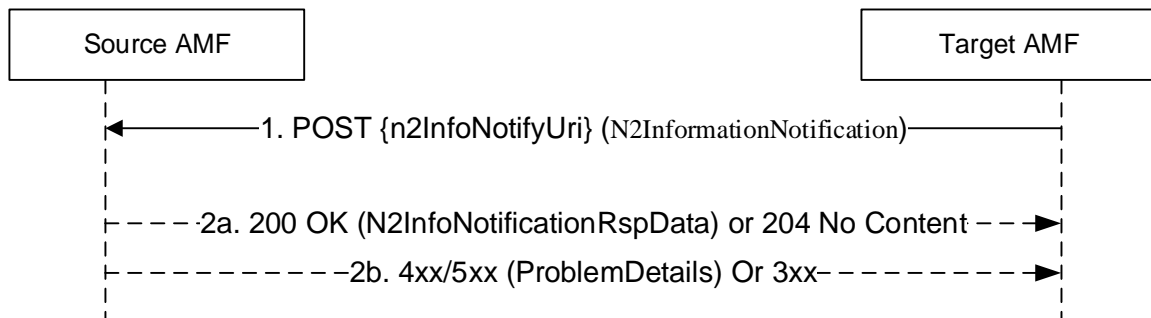 Source AMF
Target AMF
1. POST {n2InfoNotifyUri} (N2InformationNotification)
2a. 200 OK (N2InfoNotificationRspData) or 204 No Content
2b. 4xx/5xx (ProblemDetails) Or 3xx